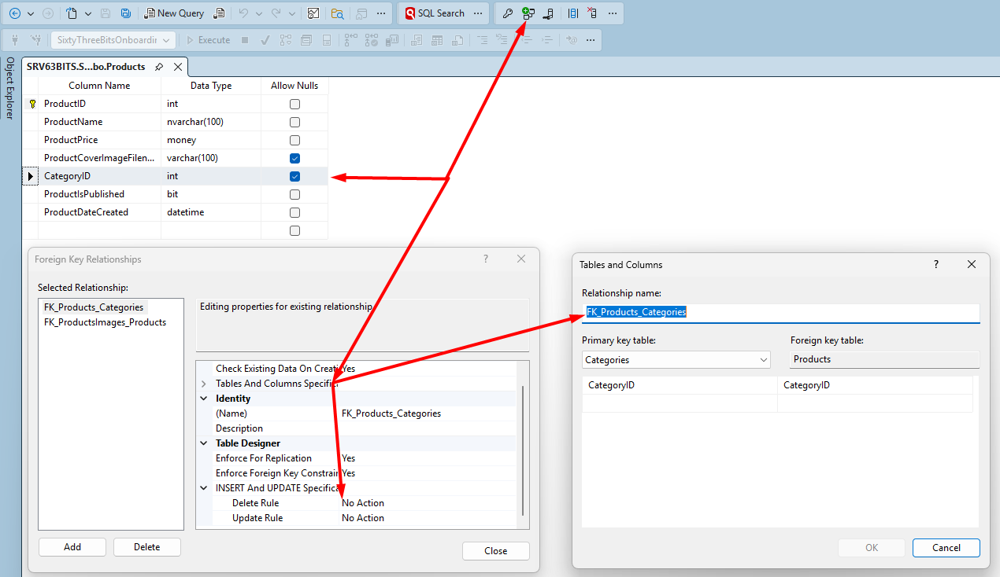 New Query
SQL Search
SixtyThreeBitsOnboardin
Execute
Object Explorer
SRV63BITS.S...bo.Products
Column Name Data Type Allow Nulls
ProductID int
ProductName nvarchar(100)
ProductPrice money
ProductCoverImageFilen... varchar(100)
CategoryID int
ProductIsPublished bit
ProductDateCreated datetime
Foreign Key Relationships ?
Selected Relationship:
FK_Products_Categories
FK_ProductsImages_Products
Editing properties for existing relationship.
Check Existing Data On Creati Yes
Tables And Columns Specific
Identity
(Name) FK_Products_Categories
Description
Table Designer
Enforce For Replication Yes
Enforce Foreign Key Constrain Yes
INSERT And UPDATE Specifica
Delete Rule No Action
Update Rule No Action
Add Delete
Close
Tables and Columns ?
Relationship name:
FK_Products_Categories
Primary key table: Foreign key table:
Categories Products
CategoryID CategoryID
OK Cancel